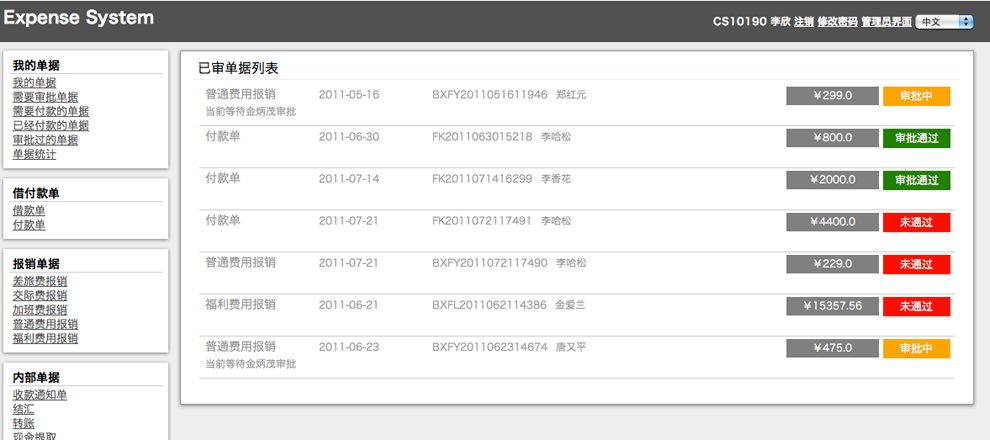 Expense System
CS10190 李欣 注销 修改密码 管理员界面 中文
我的单据
我的单据
需要审批单据
需要付款的单据
已经付款的单据
审批过的单据
单据统计
借付款单
借款单
付款单
报销单据
差旅费报销
交际费报销
加班费报销
普通费用报销
福利费用报销
内部单据
收款通知单
结汇
转账
现金提取
已审单据列表
普通费用报销 2011-05-16 BXFY2011051611946 郑红元 ¥299.0 审批中
当前等待金炳茂审批
付款单 2011-06-30 FK2011063015218 李哈松 ¥800.0 审批通过
付款单 2011-07-14 FK2011071416299 李香花 ¥2000.0 审批通过
付款单 2011-07-21 FK2011072117491 李哈松 ¥4400.0 未通过
普通费用报销 2011-07-21 BXFY2011072117490 李哈松 ¥229.0 未通过
福利费用报销 2011-06-21 BXFL2011062114386 金爱兰 ¥15357.56 未通过
普通费用报销 2011-06-23 BXFY2011062314674 唐又平 ¥475.0 审批中
当前等待金炳茂审批